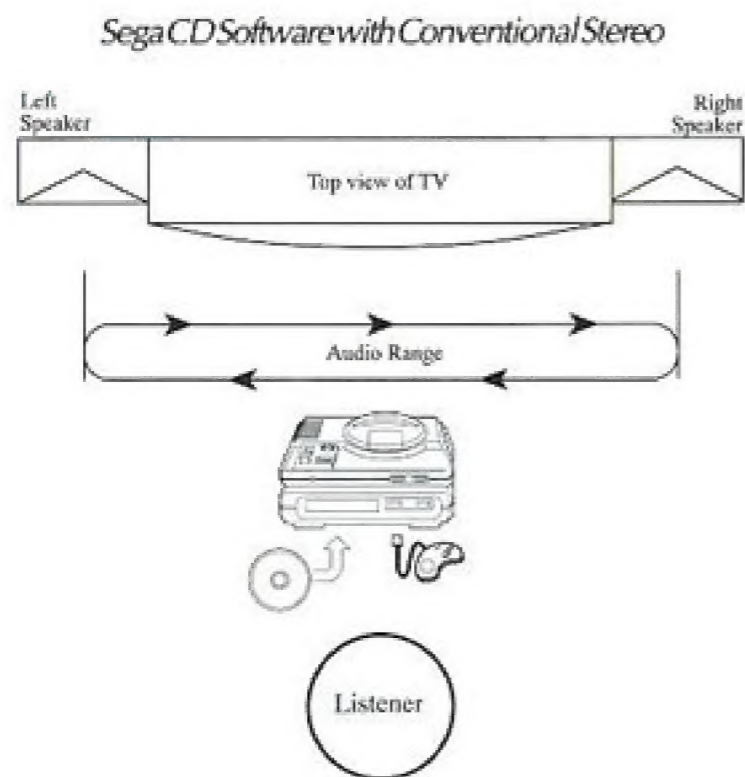 Sega CD Software with Conventional Stereo
Left
Speaker
Right
Speaker
Top view of TV
Audio Range
Listener